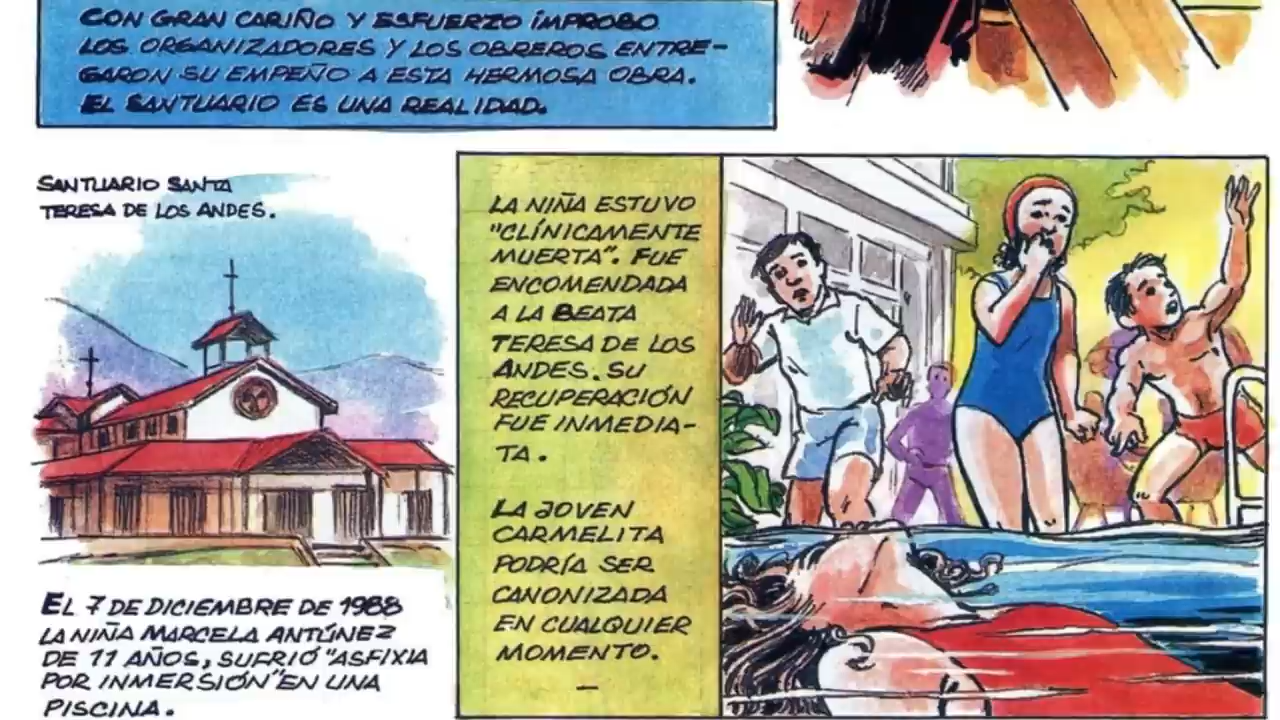 CON GRAN CARIÑO Y ESFUERZO IMPROBO
LOS ORGANIZADORES Y LOS OBREROS ENTRE-
GARON SU EMPEÑO A ESTA HERMOSA OBRA.
EL SANTUARIO ES UNA REALIDAD.
SANTUARIO SANTA
TERESA DE LOS ANDES.
EL 7 DE DICIEMBRE DE 1988
LA NIÑA MARCELA ANTÚNEZ
DE 11 AÑOS, SUFRIÓ "ASFIXIA
POR INMERSIÓN" EN UNA
PISCINA.
LA NIÑA ESTUVO
"CLÍNICAMENTE
MUERTA". FUE
ENCOMENDADA
A LA BEATA
TERESA DE LOS
ANDES. SU
RECUPERACIÓN
FUE INMEDIA-
TA.
LA JOVEN
CARMELITA
PODRÍA SER
CANONIZADA
EN CUALQUIER
MOMENTO.